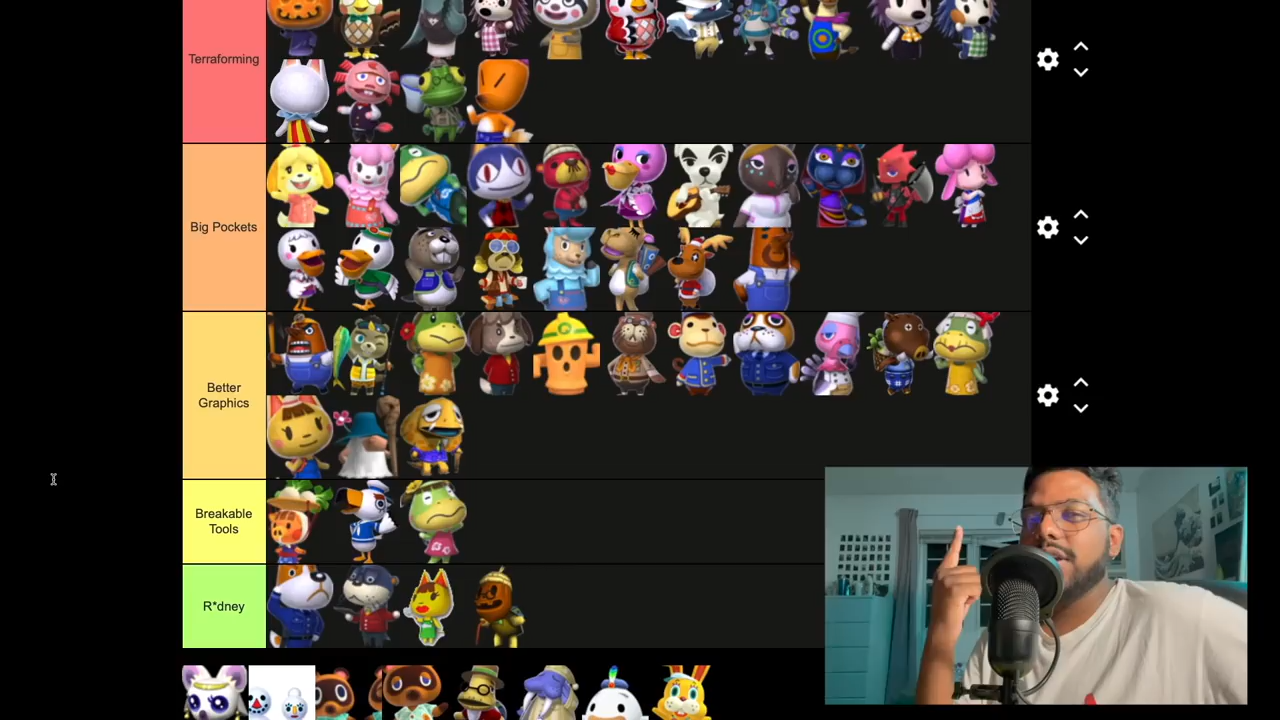 Terraforming
Big Pockets
Better
Graphics
Breakable
Tools
R*dney